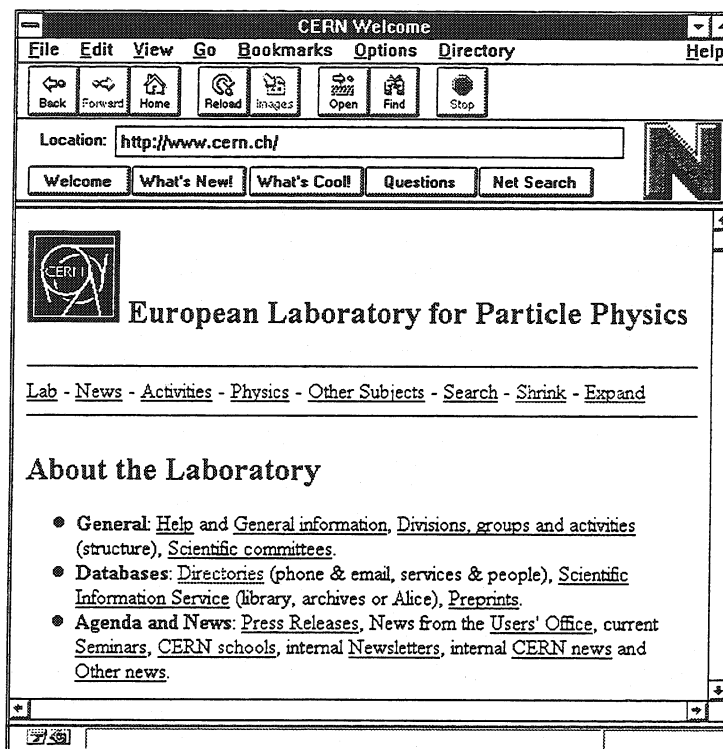 CERN Welcome
File Edit View Go Bookmarks Options Directory Help
Back Forward Home Reload Images Open Find Stop
Location: http://www.cern.ch/
N
Welcome What's New! What's Cool! Questions Net Search
CERN
European Laboratory for Particle Physics
Lab - News - Activities - Physics - Other Subjects - Search - Shrink - Expand
About the Laboratory
● General: Help and General information, Divisions, groups and activities
(structure), Scientific committees.
● Databases: Directories (phone & email, services & people), Scientific
Information Service (library, archives or Alice), Preprints.
● Agenda and News: Press Releases, News from the Users' Office, current
Seminars, CERN schools, internal Newsletters, internal CERN news and
Other news.